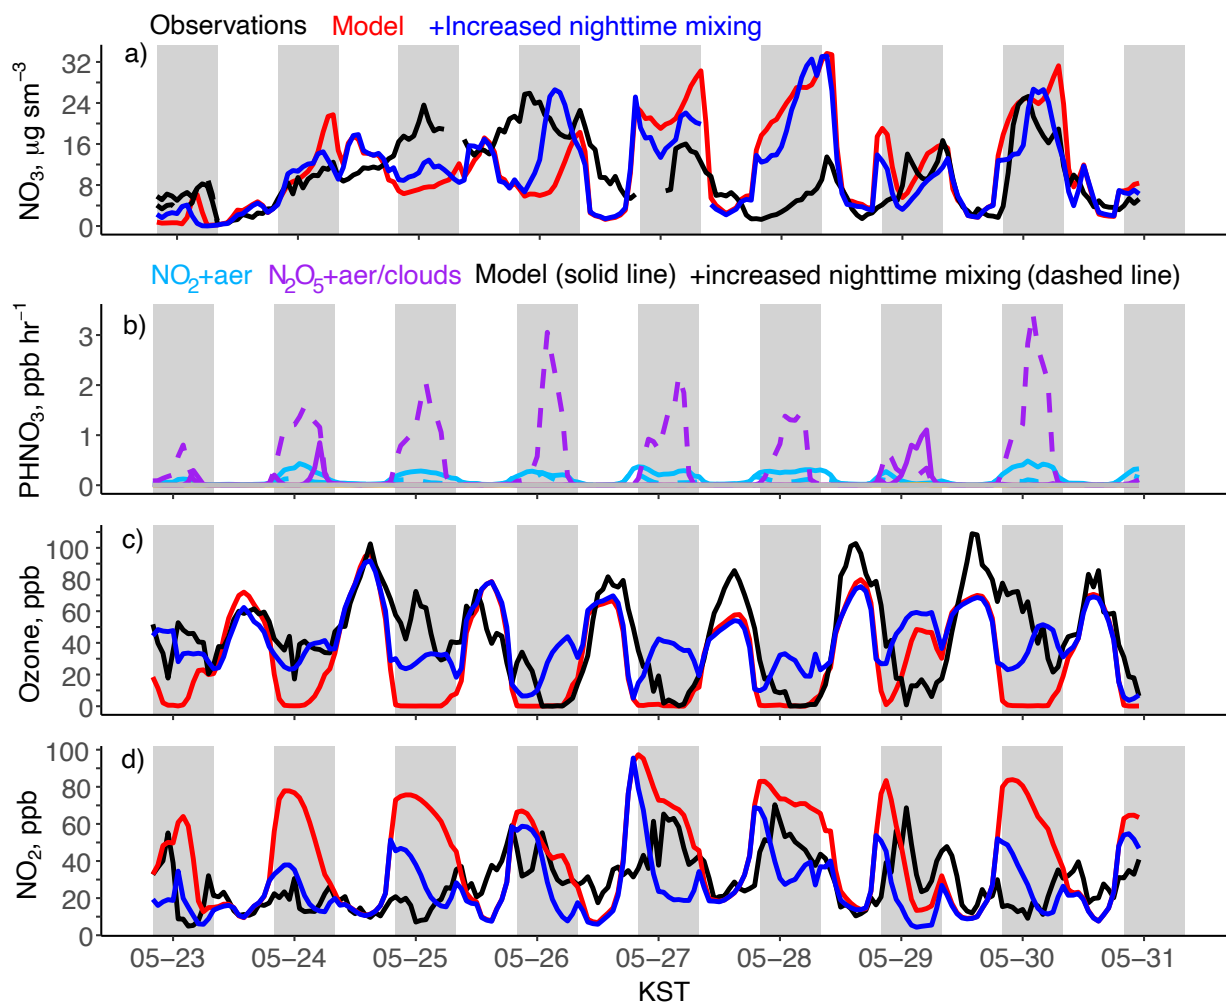 Observations Model +Increased nighttime mixing
a)
NO₃, μg sm⁻³
32
24
16
8
0
NO₂+aer N₂O₅+aer/clouds Model (solid line) +increased nighttime mixing (dashed line)
b)
PHNO₃, ppb hr⁻¹
3
2
1
0
c)
Ozone, ppb
100
80
60
40
20
0
d)
NO₂, ppb
100
80
60
40
20
0
05−23 05−24 05−25 05−26 05−27 05−28 05−29 05−30 05−31
KST